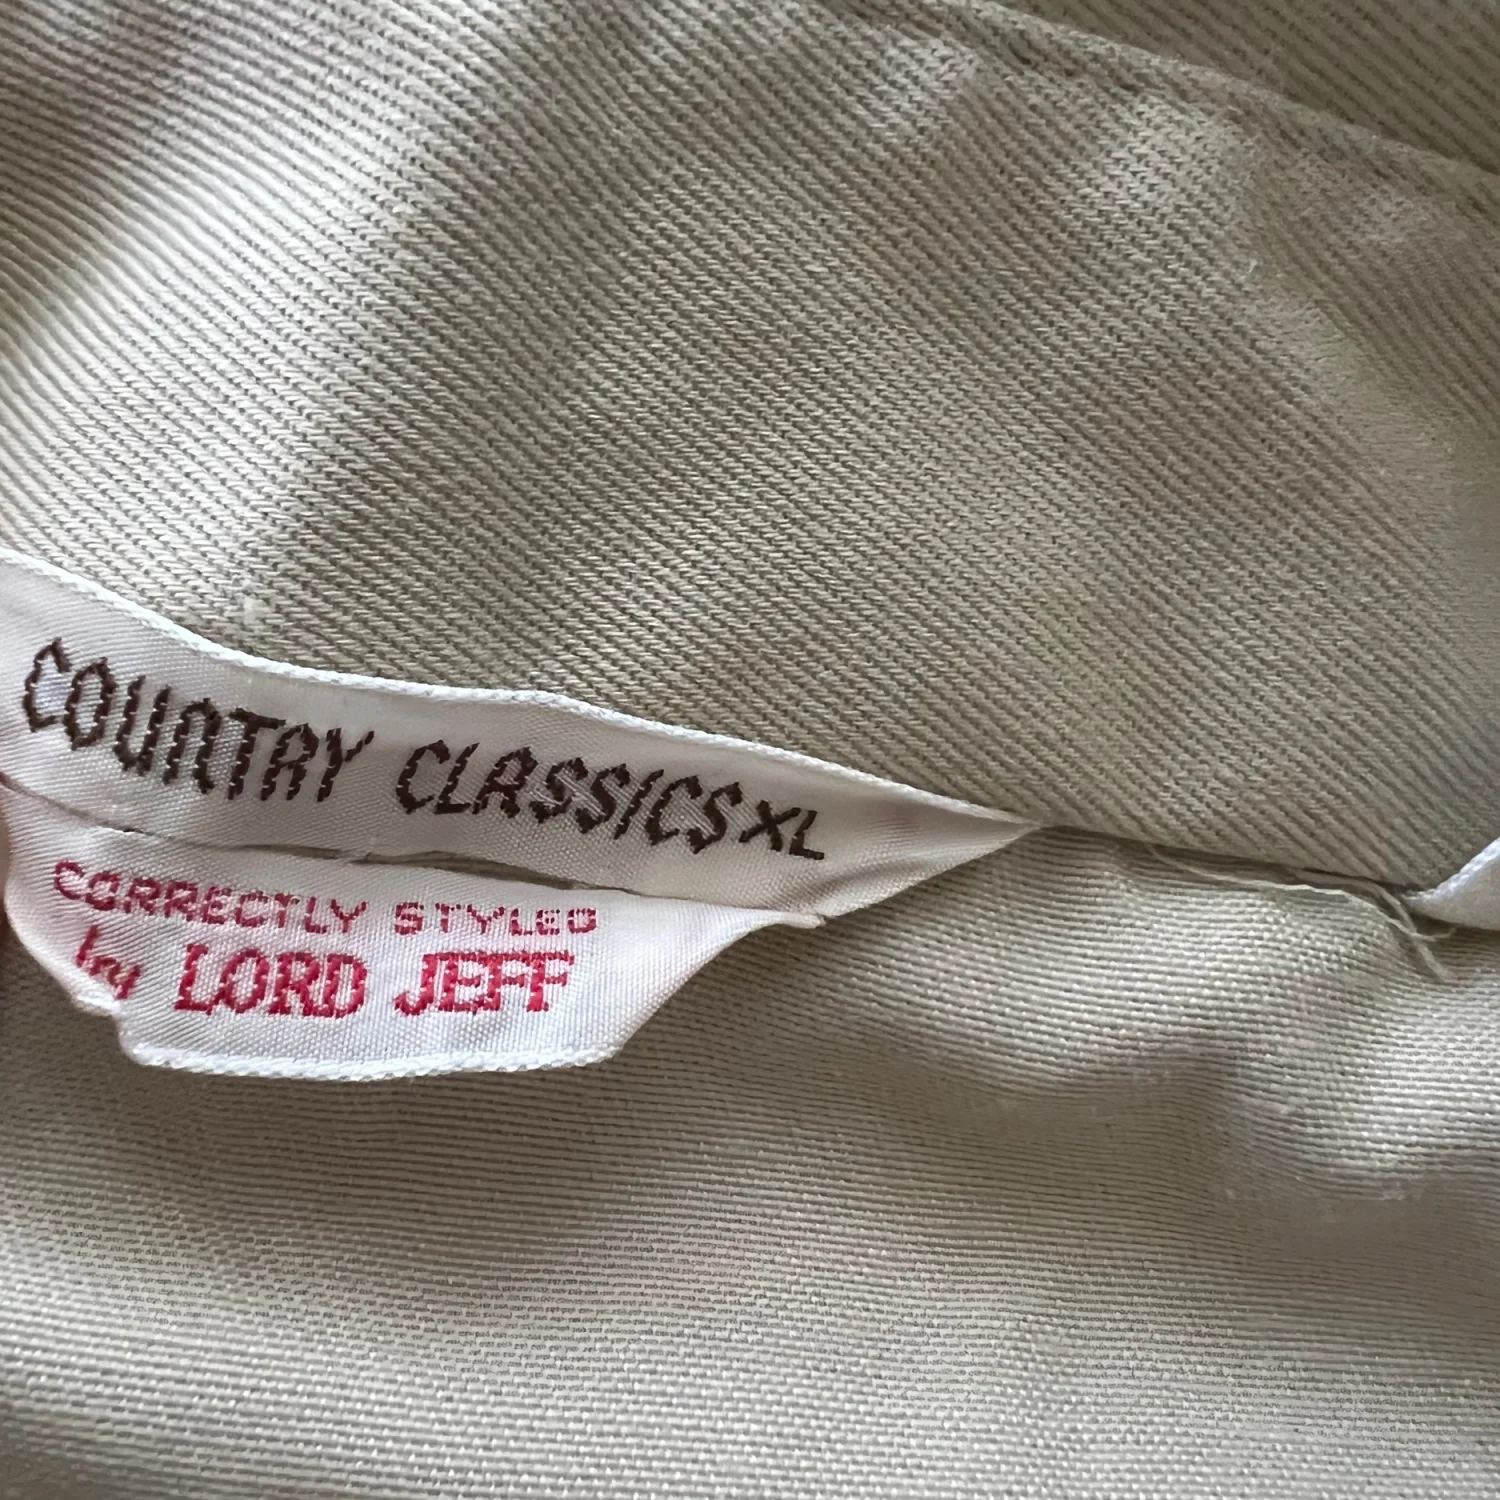 COUNTRY CLASSICS XL
CORRECTLY STYLED
by LORD JEFF